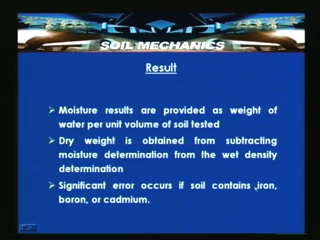 SOIL MECHANICS
Result
➢ Moisture results are provided as weight of
water per unit volume of soil tested
➢ Dry weight is obtained from subtracting
moisture determination from the wet density
determination
➢ Significant error occurs if soil contains iron,
boron, or cadmium.